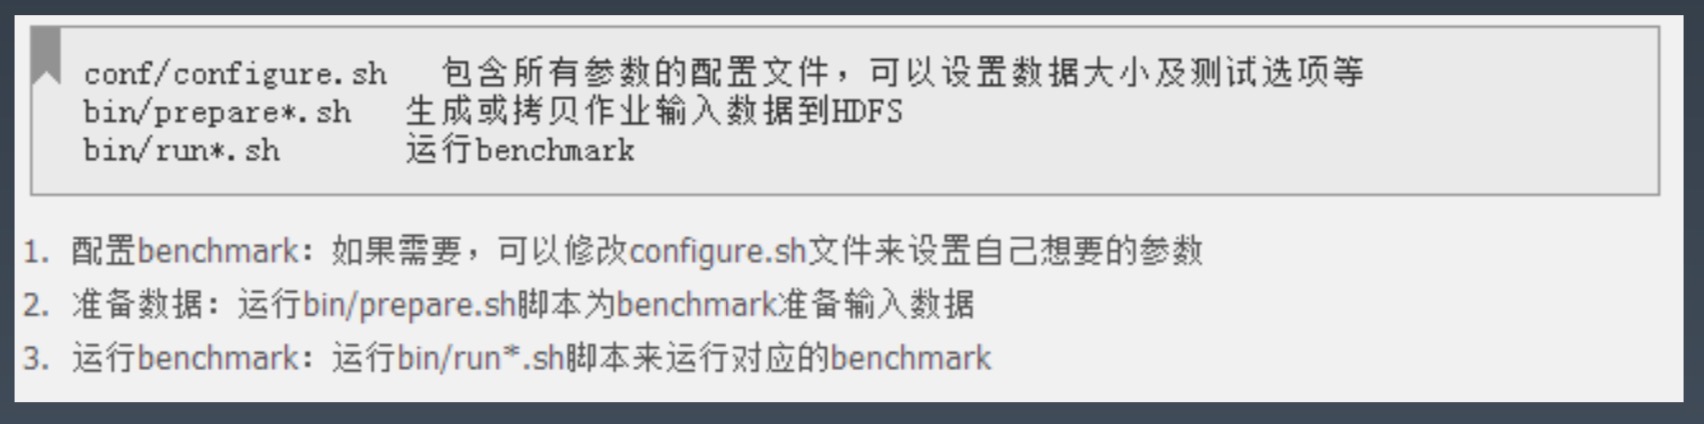 conf/configure.sh 包含所有参数的配置文件，可以设置数据大小及测试选项等
bin/prepare*.sh 生成或拷贝作业输入数据到HDFS
bin/run*.sh 运行benchmark
1. 配置benchmark：如果需要，可以修改configure.sh文件来设置自己想要的参数
2. 准备数据：运行bin/prepare.sh脚本为benchmark准备输入数据
3. 运行benchmark：运行bin/run*.sh脚本来运行对应的benchmark